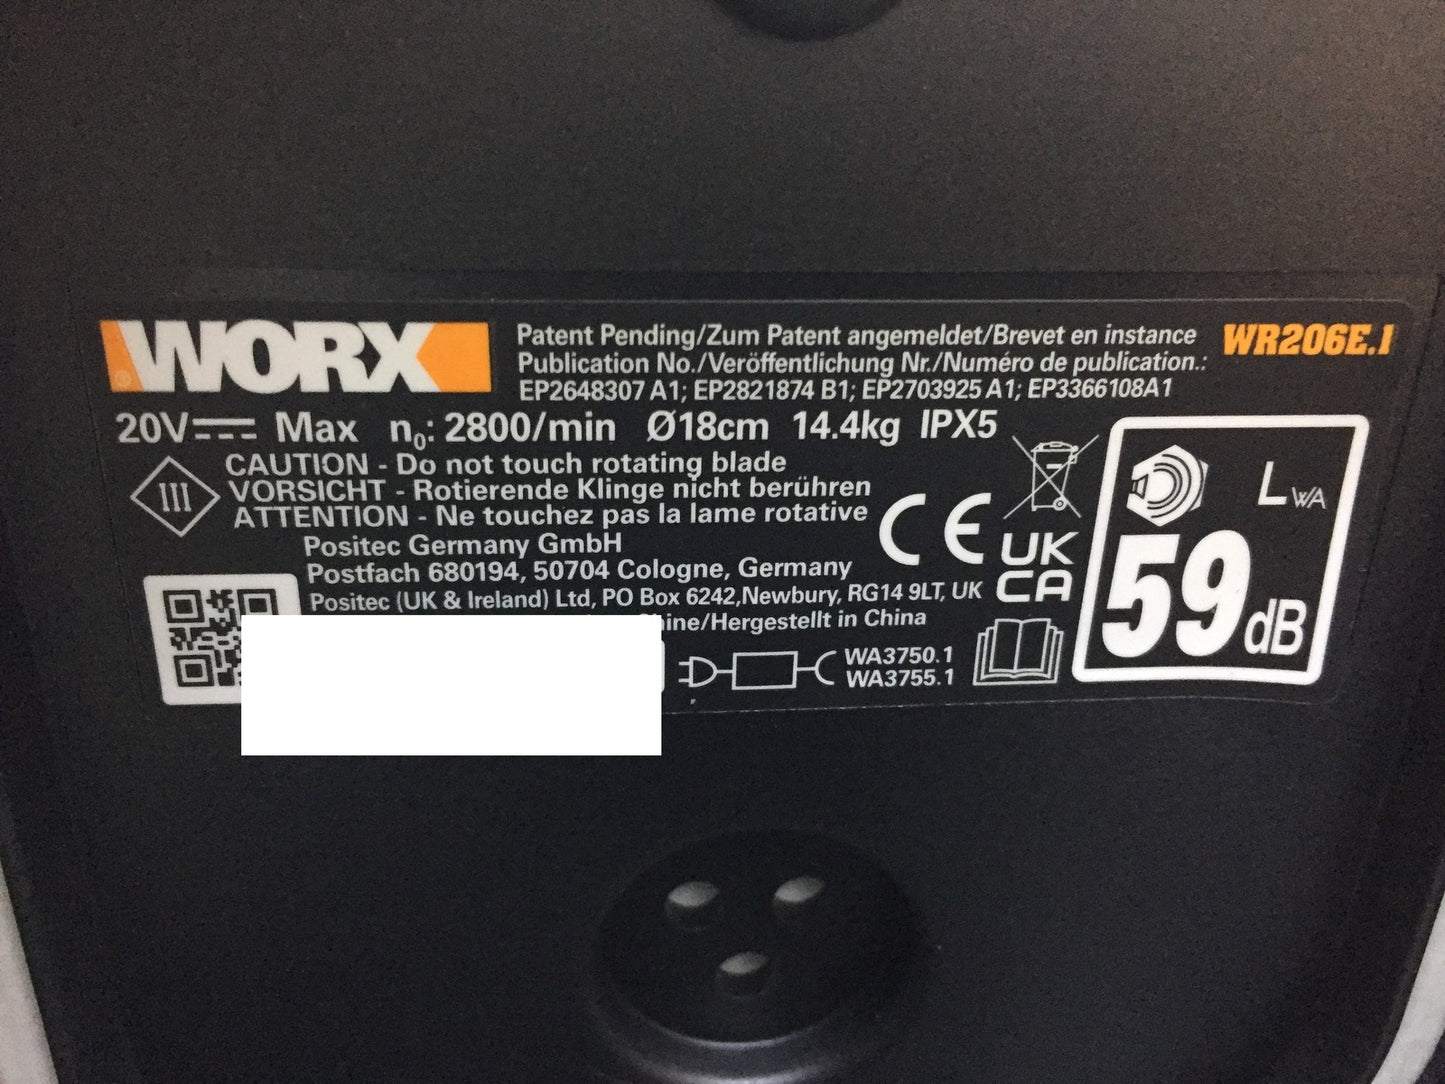 WORX
Patent Pending/Zum Patent angemeldet/Brevet en instance
WR206E.1
Publication No./Veröffentlichung Nr./Numéro de publication.:
EP2648307 A1; EP2821874 B1; EP2703925 A1; EP3366108A1
20V Max n₀: 2800/min Ø18cm 14.4kg IPX5
III
CAUTION - Do not touch rotating blade
VORSICHT - Rotierende Klinge nicht berühren
ATTENTION - Ne touchez pas la lame rotative
Positec Germany GmbH
Postfach 680194, 50704 Cologne, Germany
Positec (UK & Ireland) Ltd, PO Box 6242,Newbury, RG14 9LT, UK
/Hergestellt in China
WA3750.1
WA3755.1
CE
UK
CA
LWA
59 dB